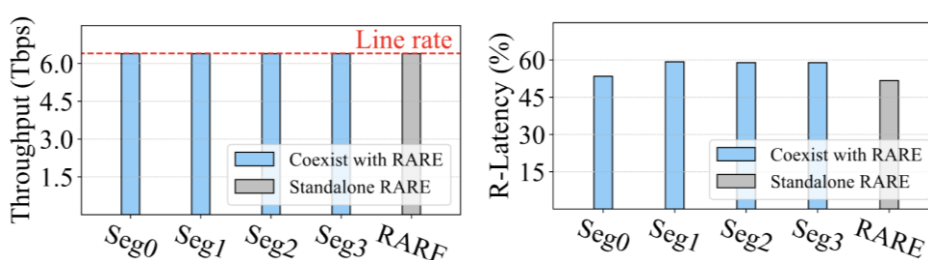 Throughput (Tbps)
6.0
4.5
3.0
1.5
Line rate
Coexist with RARE
Standalone RARE
Seg0
Seg1
Seg2
Seg3
RARE
R-Latency (%)
60
45
30
15
Coexist with RARE
Standalone RARE
Seg0
Seg1
Seg2
Seg3
RARE